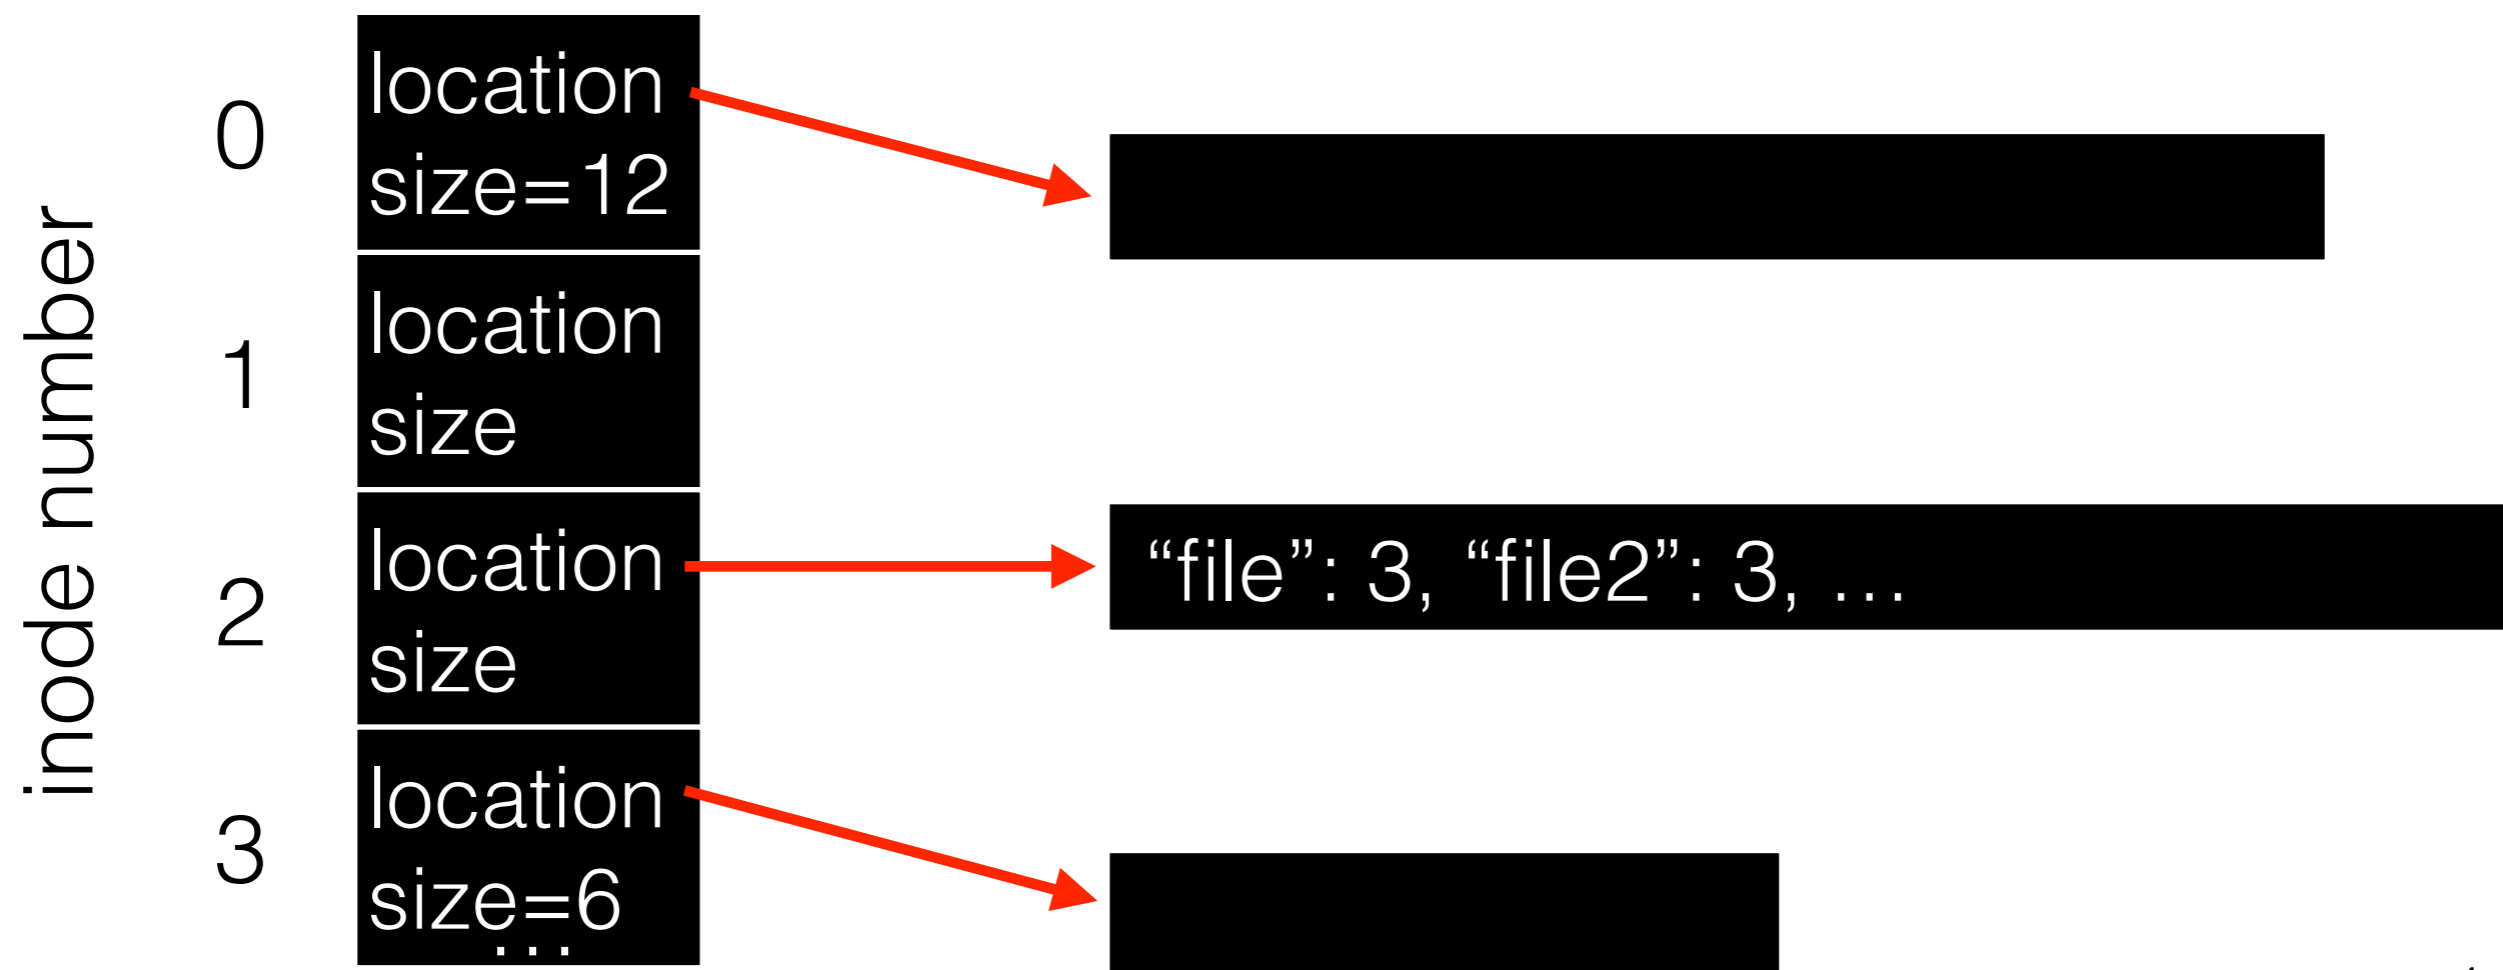 inode number
0
location
size=12
1
location
size
2
location
size
“file”: 3, “file2”: 3, ...
3
location
size=6
...